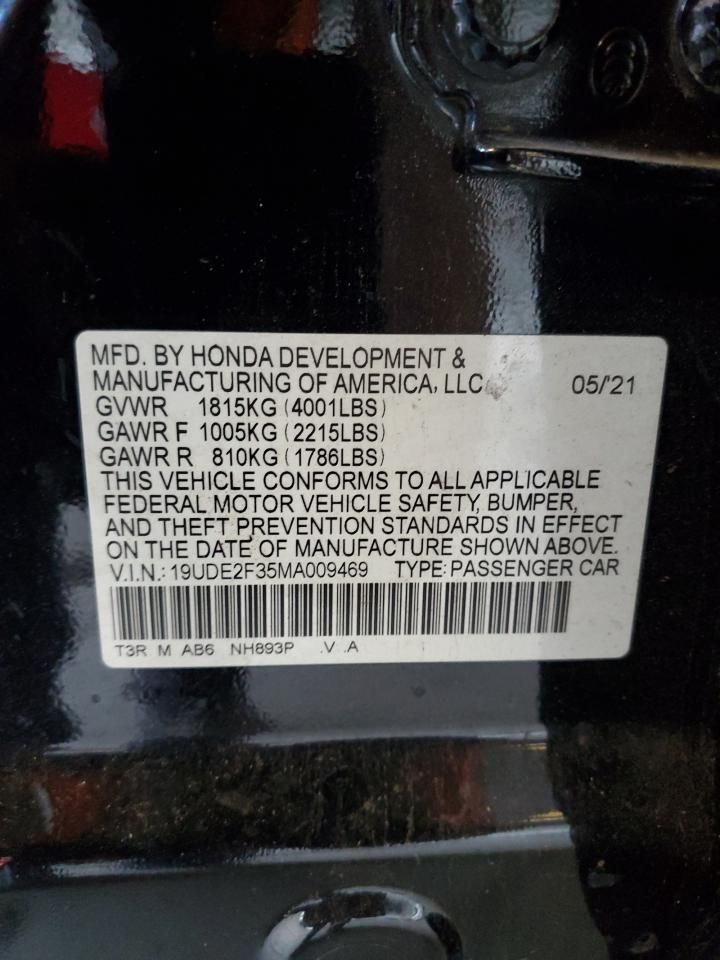 MFD. BY HONDA DEVELOPMENT &
MANUFACTURING OF AMERICA, LLC 05/'21
GVWR 1815KG (4001LBS)
GAWR F 1005KG (2215LBS)
GAWR R 810KG (1786LBS)
THIS VEHICLE CONFORMS TO ALL APPLICABLE
FEDERAL MOTOR VEHICLE SAFETY, BUMPER,
AND THEFT PREVENTION STANDARDS IN EFFECT
ON THE DATE OF MANUFACTURE SHOWN ABOVE.
V.I.N.: 19UDE2F35MA009469 TYPE: PASSENGER CAR
T3R M AB6 NH893P .V .A